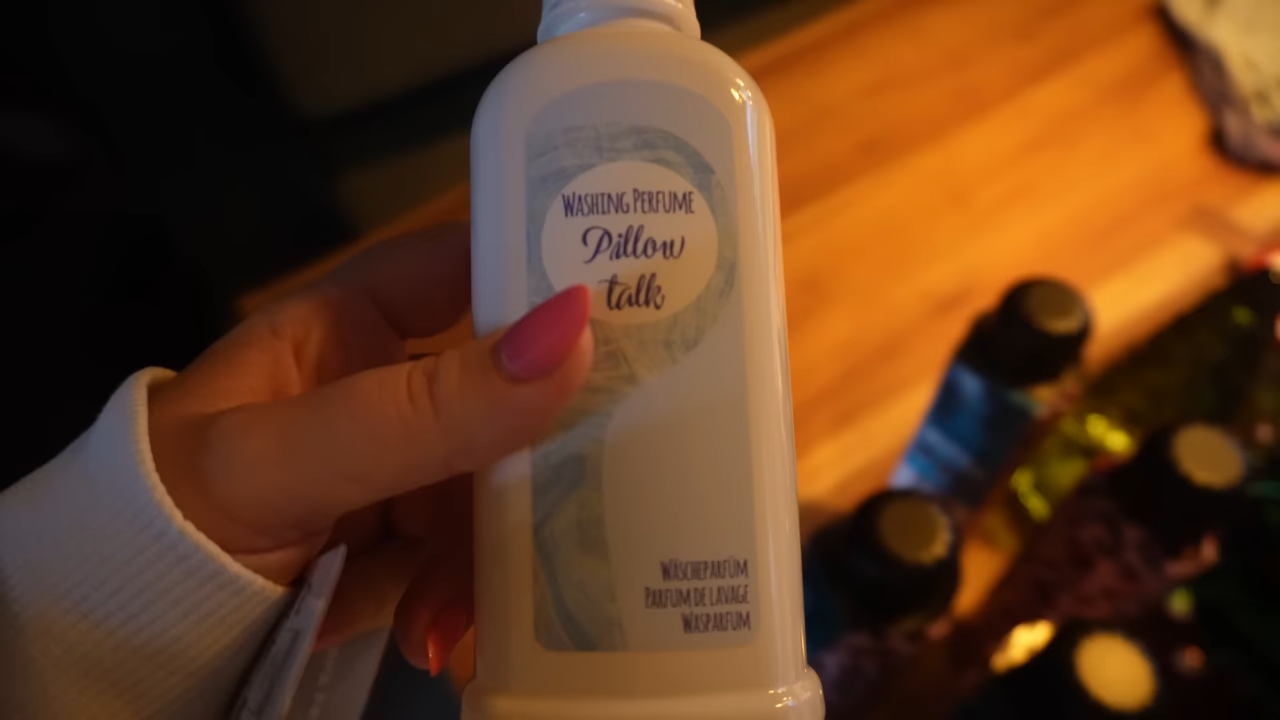 WASHING PERFUME
Pillow
talk
WÄSCHEPARFÜM
PARFUM DE LAVAGE
WASPARFUM